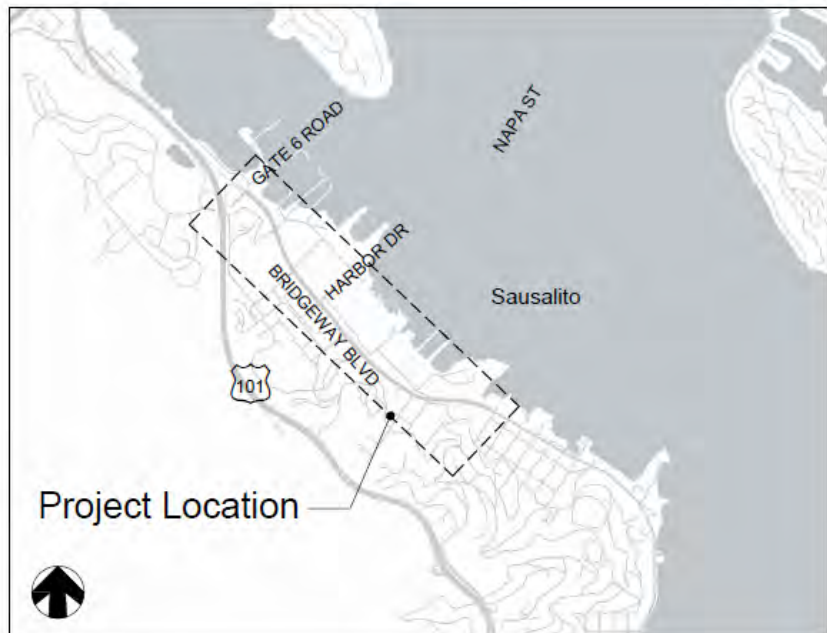 NAPA ST
GATE 6 ROAD
HARBOR DR
Sausalito
BRIDGEWAY BLVD
101
Project Location